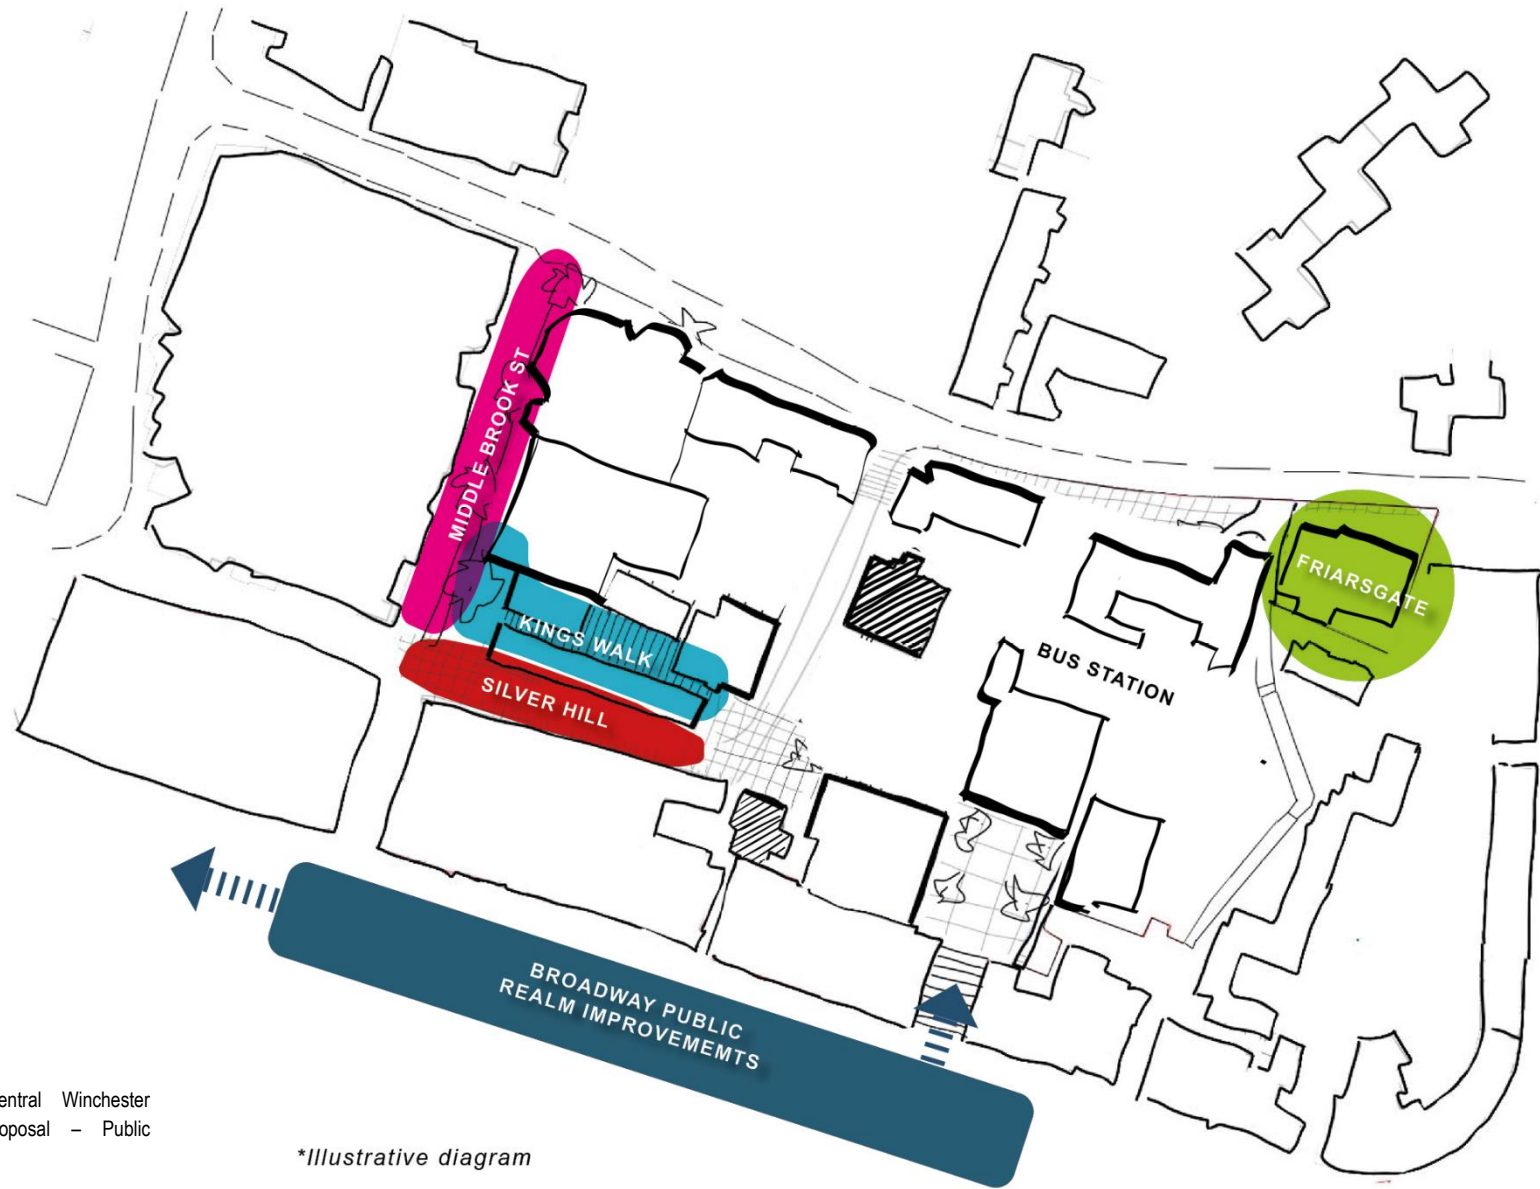 MIDDLE BROOK ST
FRIARSGATE
KINGS WALK
BUS STATION
SILVER HILL
BROADWAY PUBLIC
REALM IMPROVEMEMTS
entral Winchester
oposal – Public
*Illustrative diagram